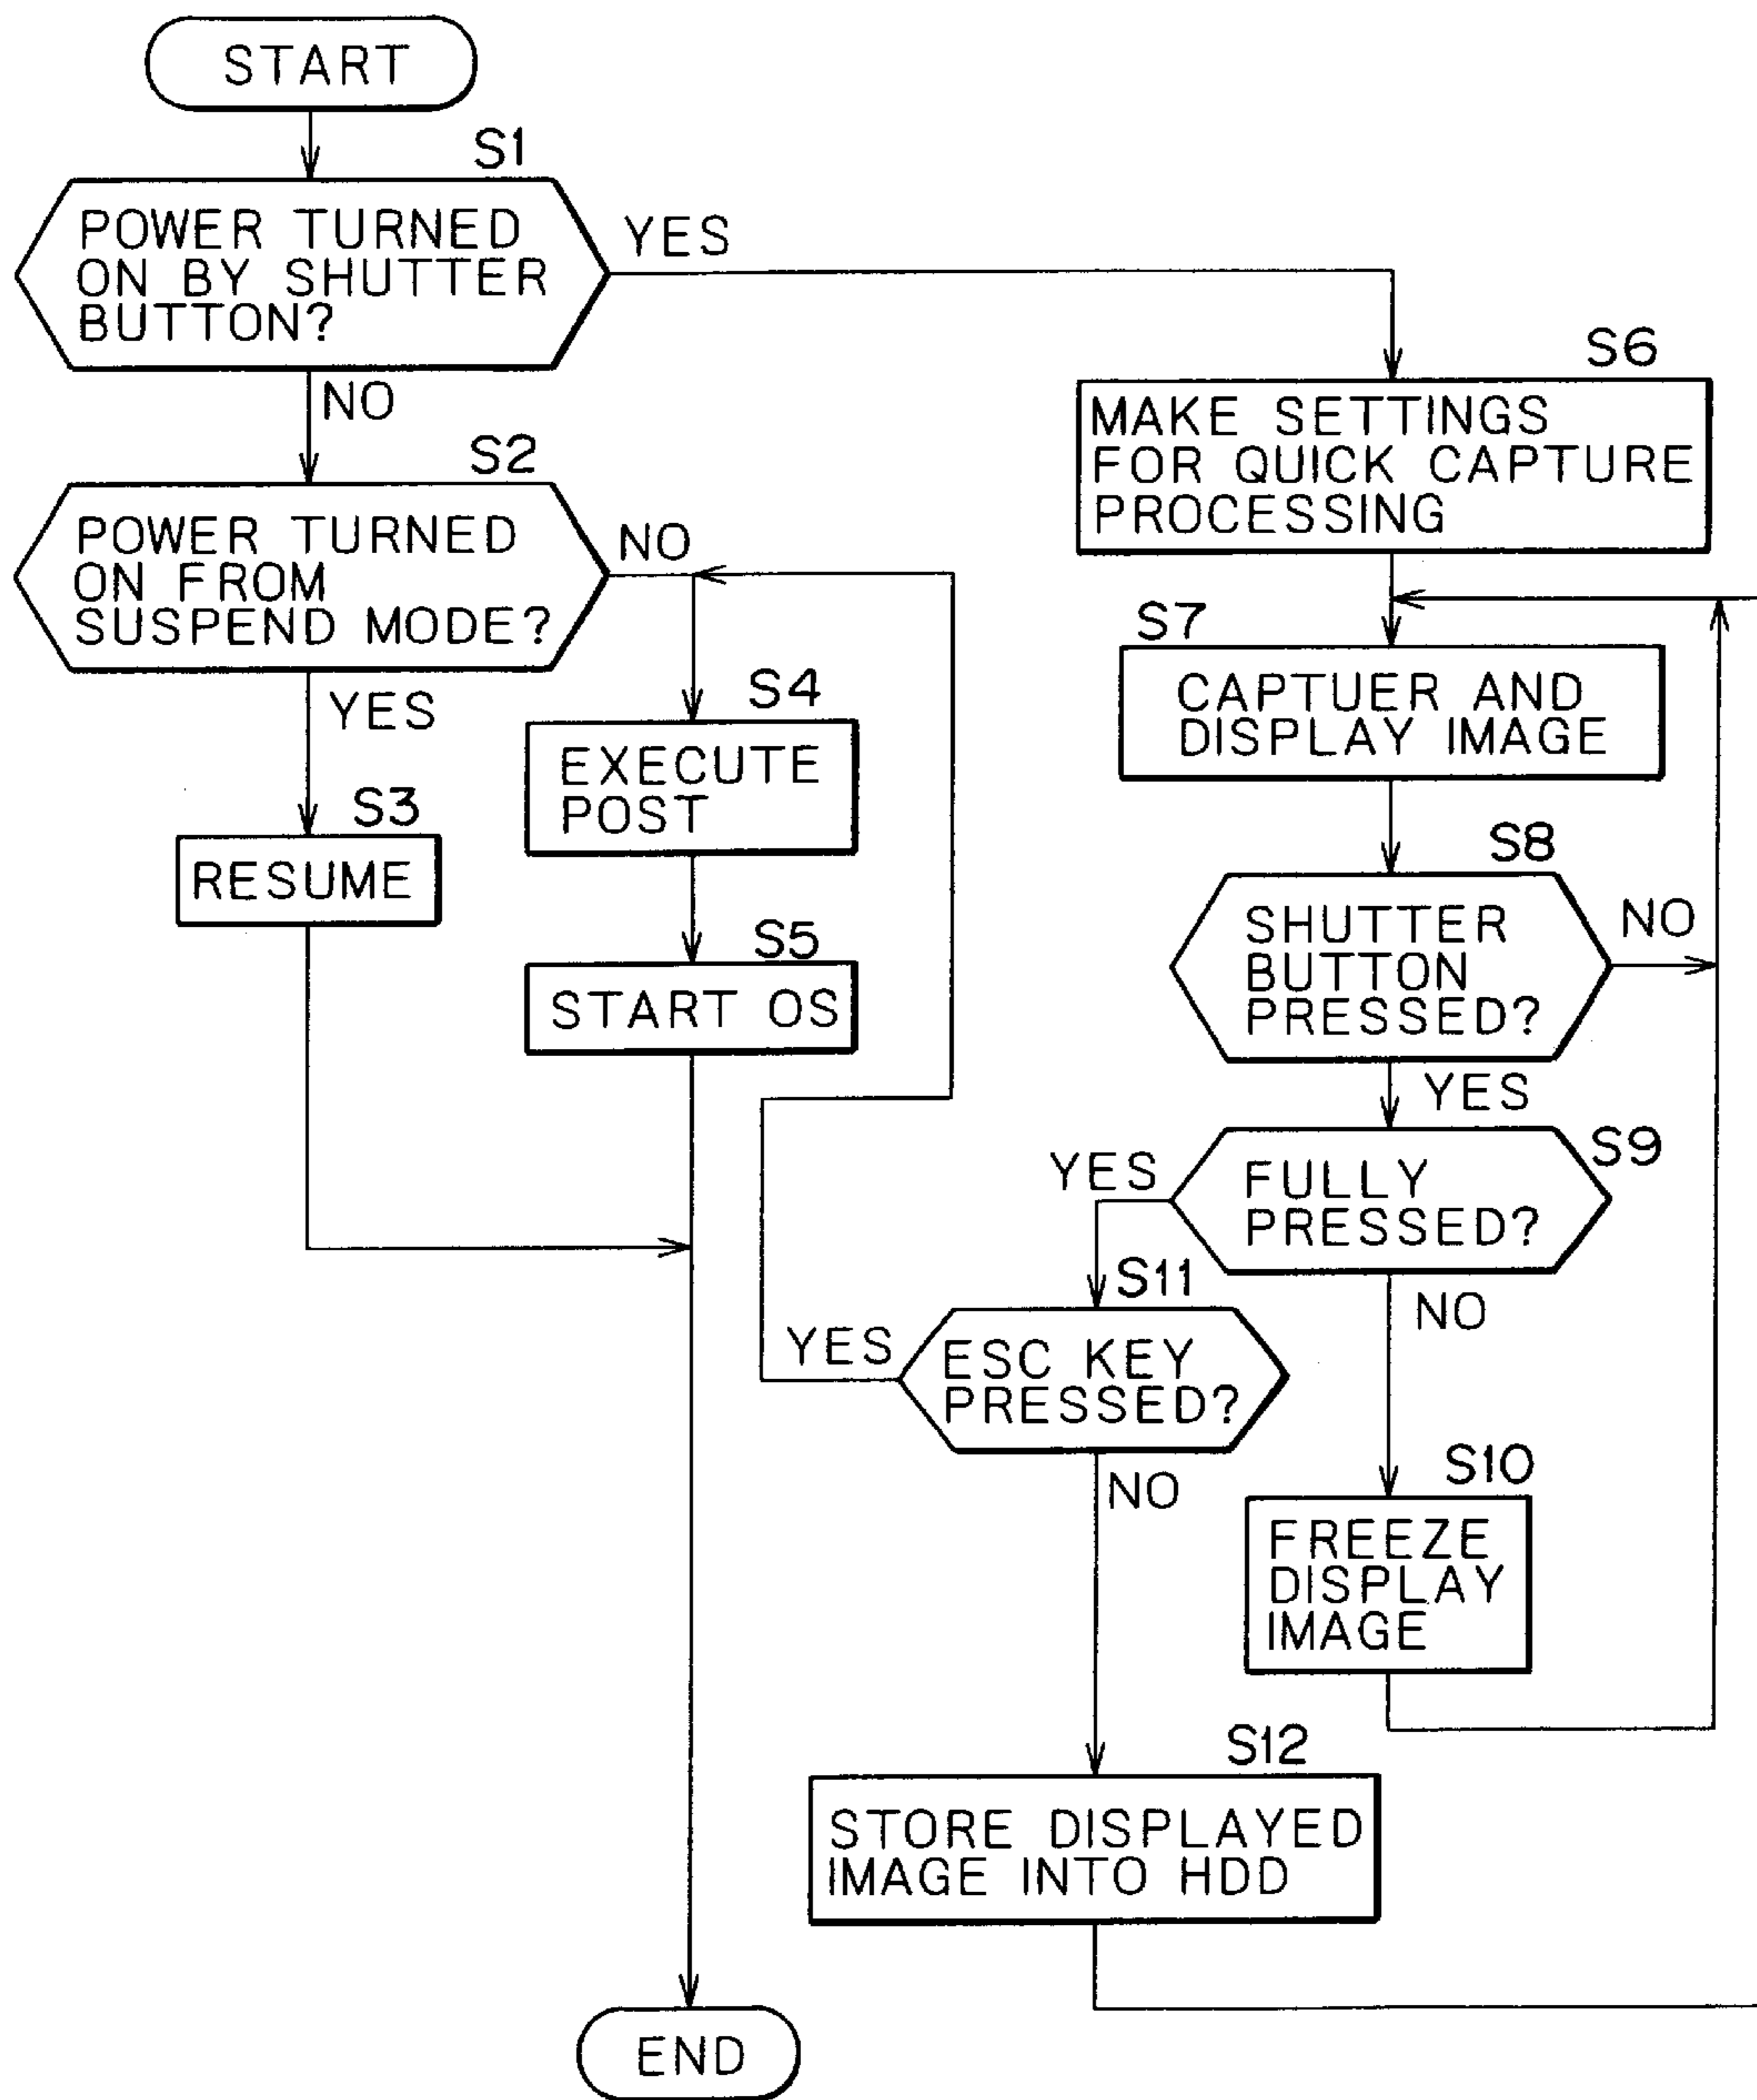 START
S1
POWER TURNED
ON BY SHUTTER
BUTTON?
YES
NO
S2
POWER TURNED
ON FROM
SUSPEND MODE?
NO
YES
S3
RESUME
S4
EXECUTE
POST
S5
START OS
S6
MAKE SETTINGS
FOR QUICK CAPTURE
PROCESSING
S7
CAPTUER AND
DISPLAY IMAGE
S8
SHUTTER
BUTTON
PRESSED?
NO
YES
S9
FULLY
PRESSED?
YES
NO
S10
FREEZE
DISPLAY
IMAGE
S11
ESC KEY
PRESSED?
YES
NO
S12
STORE DISPLAYED
IMAGE INTO HDD
END